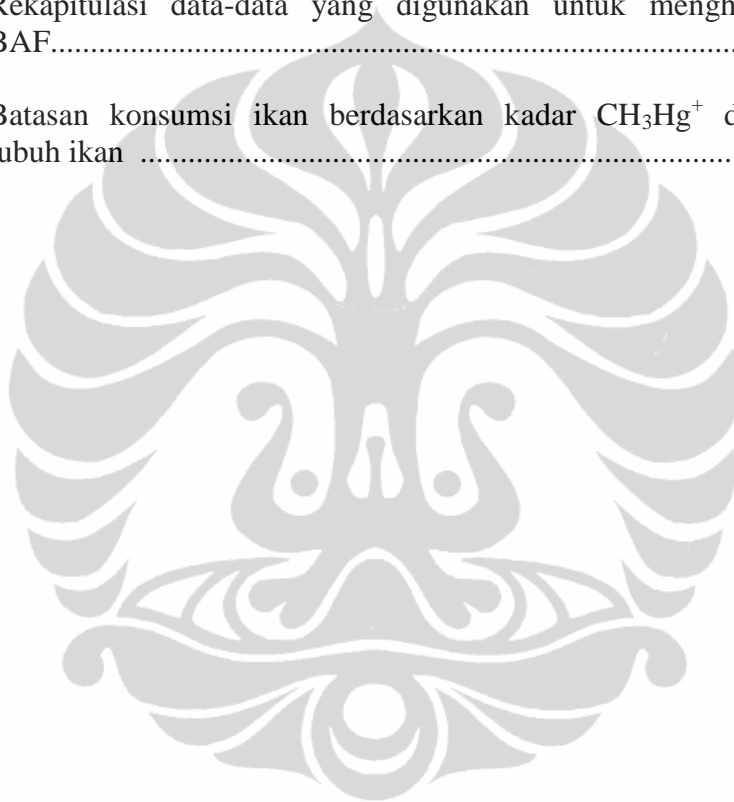 Rekapitulasi data-data yang digunakan untuk mengh
BAF....................................................................................
Batasan konsumsi ikan berdasarkan kadar CH₃Hg⁺ d
tubuh ikan .........................................................................